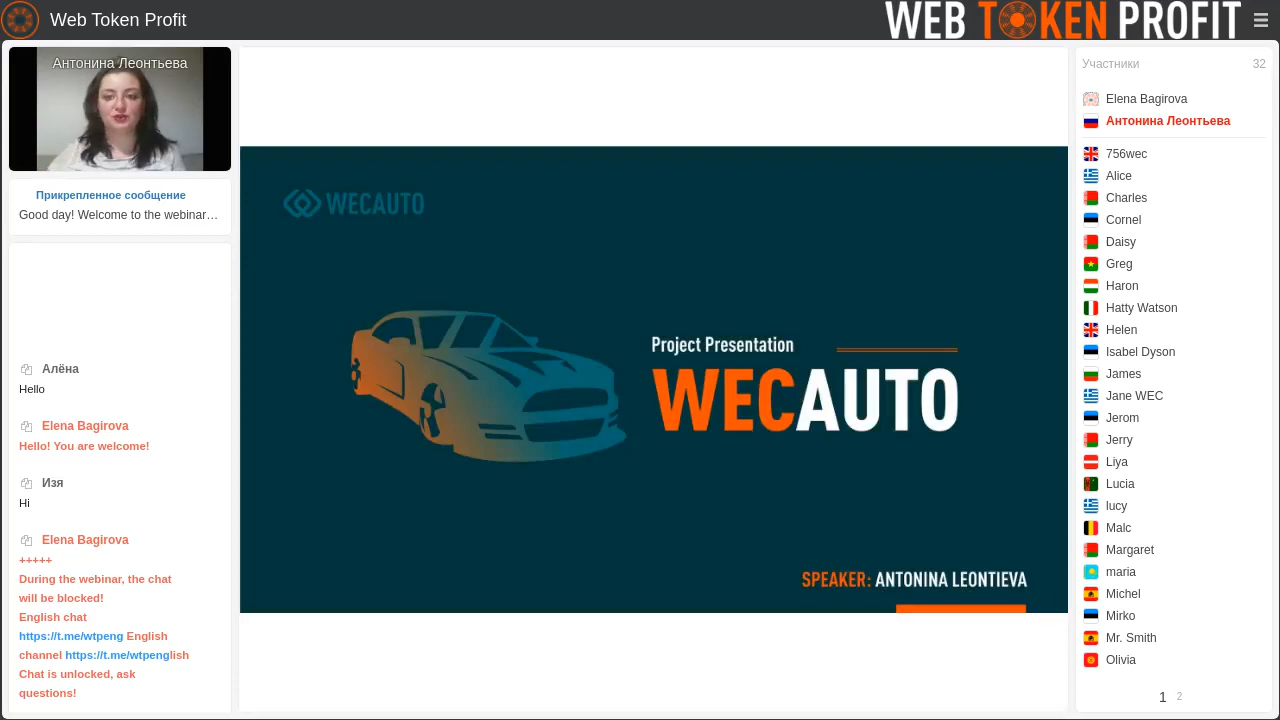 Web Token Profit
WEB TOKEN PROFIT
Антонина Леонтьева
Прикрепленное сообщение
Good day! Welcome to the webinar…
Алёна
Hello
Elena Bagirova
Hello! You are welcome!
Изя
Hi
Elena Bagirova
+++++
During the webinar, the chat
will be blocked!
English chat
https://t.me/wtpeng English
channel https://t.me/wtpenglish
Chat is unlocked, ask
questions!
WECAUTO
Project Presentation
WECAUTO
SPEAKER: ANTONINA LEONTIEVA
Участники 32
Elena Bagirova
Антонина Леонтьева
756wec
Alice
Charles
Cornel
Daisy
Greg
Haron
Hatty Watson
Helen
Isabel Dyson
James
Jane WEC
Jerom
Jerry
Liya
Lucia
lucy
Malc
Margaret
maria
Michel
Mirko
Mr. Smith
Olivia
1 2